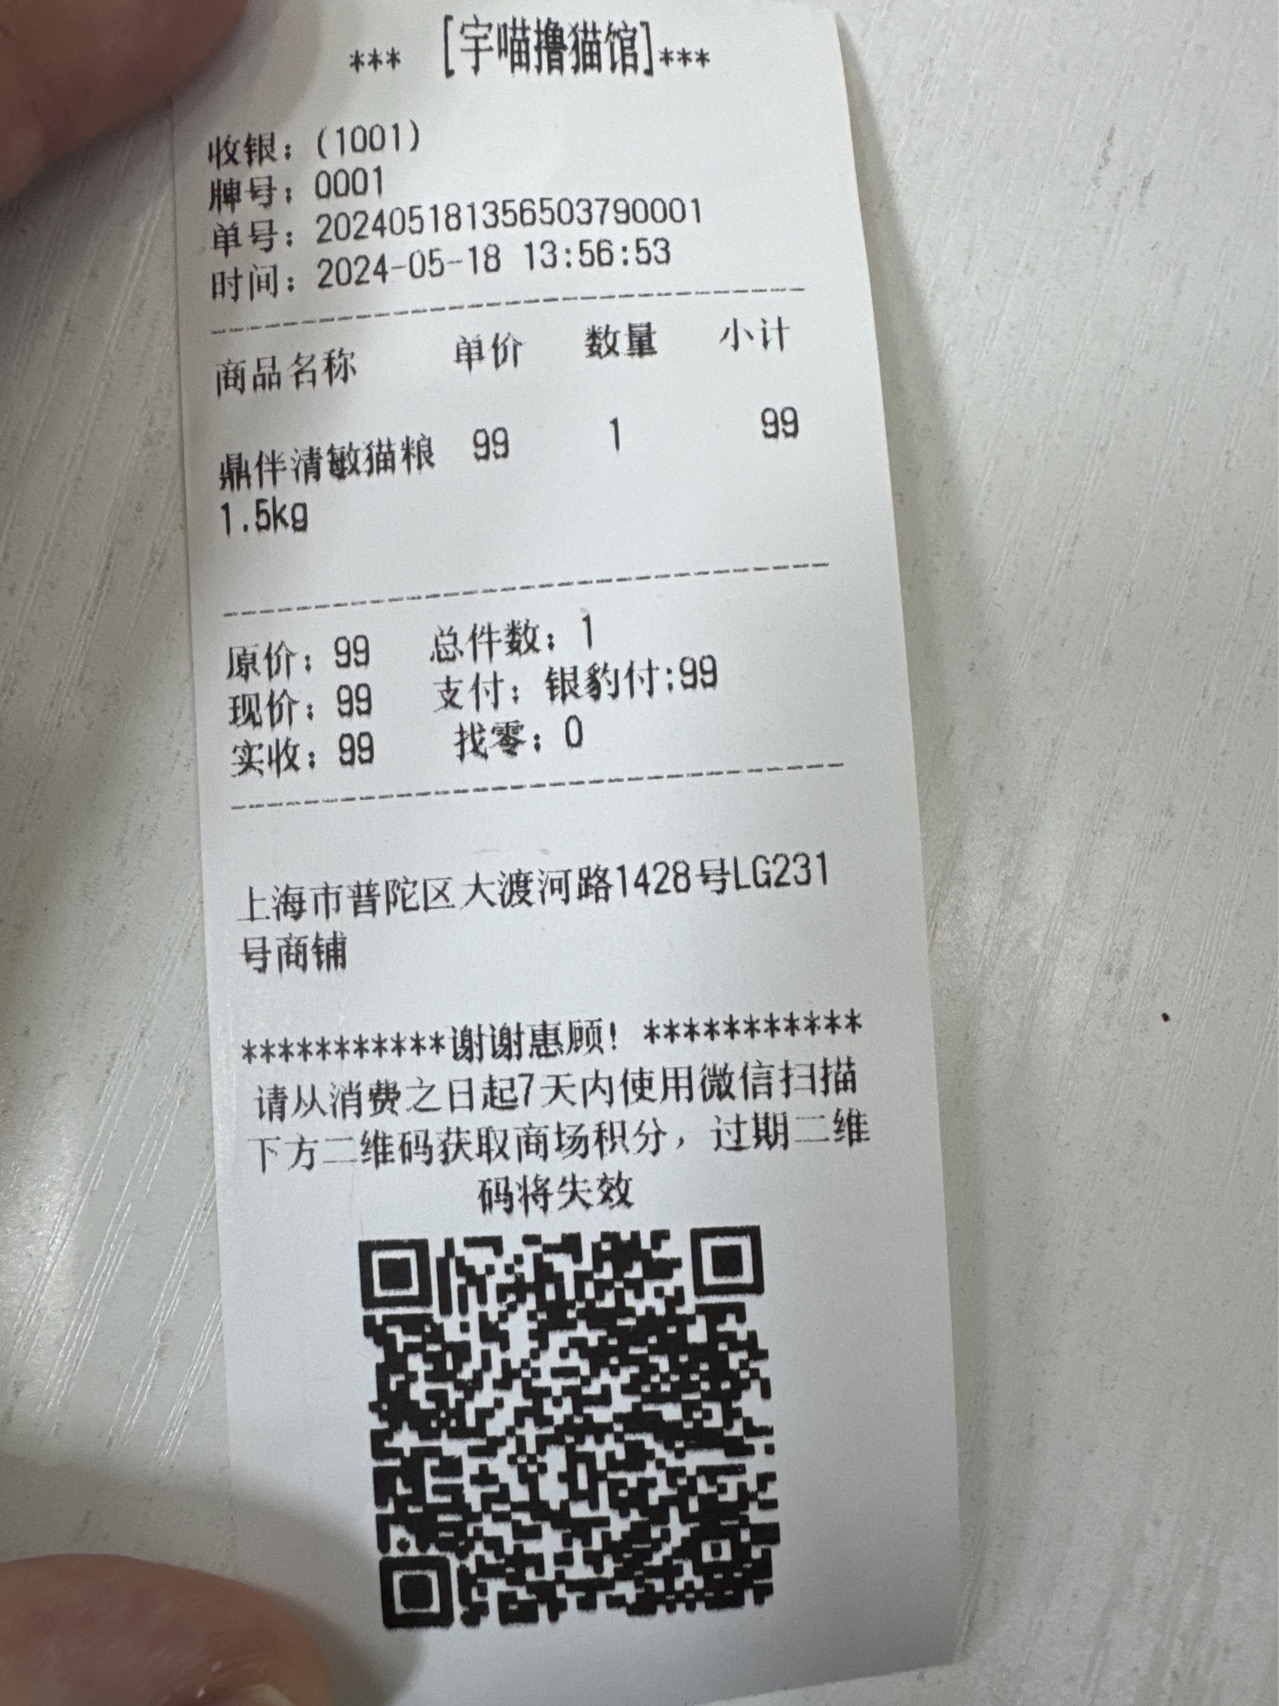 *** [宇喵撸猫馆]***
收银：(1001)
牌号：0001
单号：202405181356503790001
时间：2024-05-18 13:56:53
商品名称 单价 数量 小计
鼎伴清敏猫粮 99 1 99
1.5kg
原价：99 总件数：1
现价：99 支付：银豹付:99
实收：99 找零：0
上海市普陀区大渡河路1428号LG231
号商铺
***********谢谢惠顾! ************
请从消费之日起7天内使用微信扫描
下方二维码获取商场积分，过期二维
码将失效